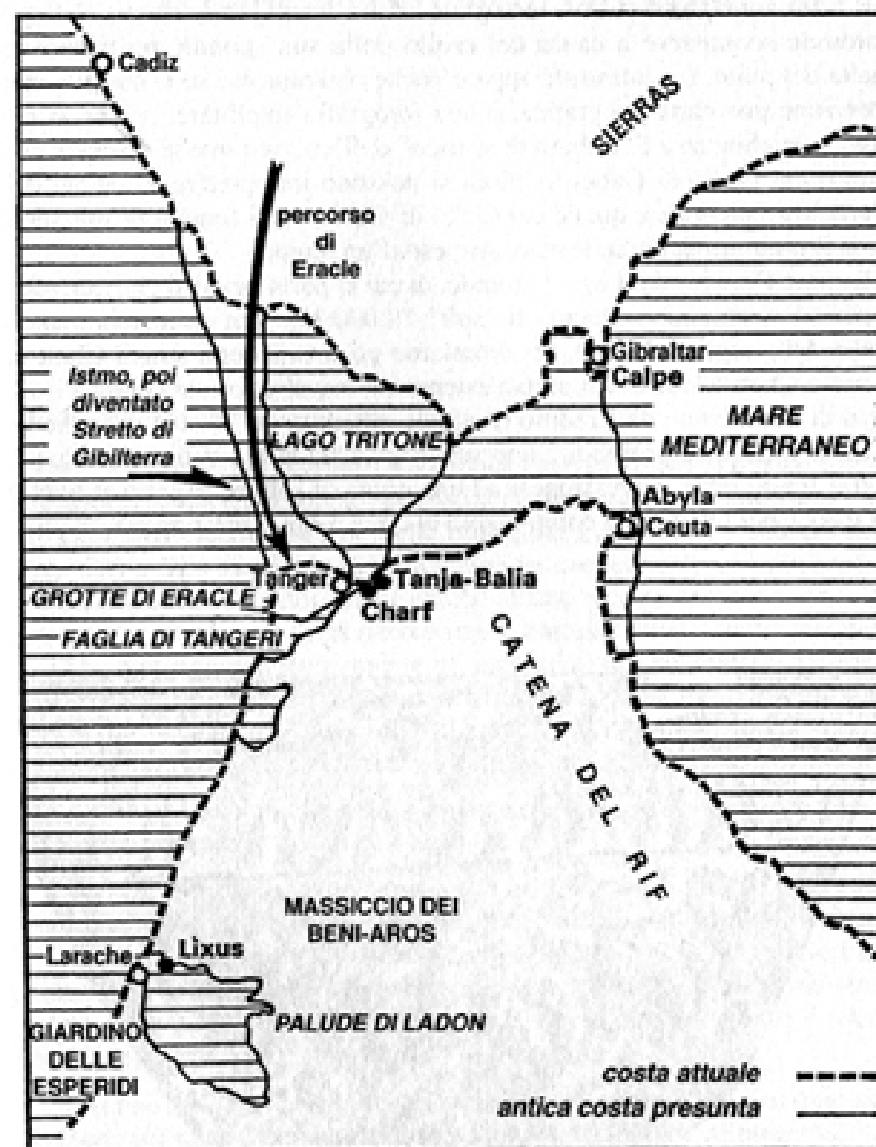 Cadiz
SIERRAS
percorso
di
Eracle
Istmo, poi
diventato
Stretto di
Gibilterra
LAGO TRITONE
Gibraltar
Calpe
MARE
MEDITERRANEO
Abyla
Ceuta
Tanger
Tanja-Balia
Charf
GROTTE DI ERACLE
FAGLIA DI TANGERI
CATENA DEL RIF
MASSICCIO DEI
BENI-AROS
Larache
Lixus
PALUDE DI LADON
GIARDINO
DELLE
ESPERIDI
costa attuale
antica costa presunta